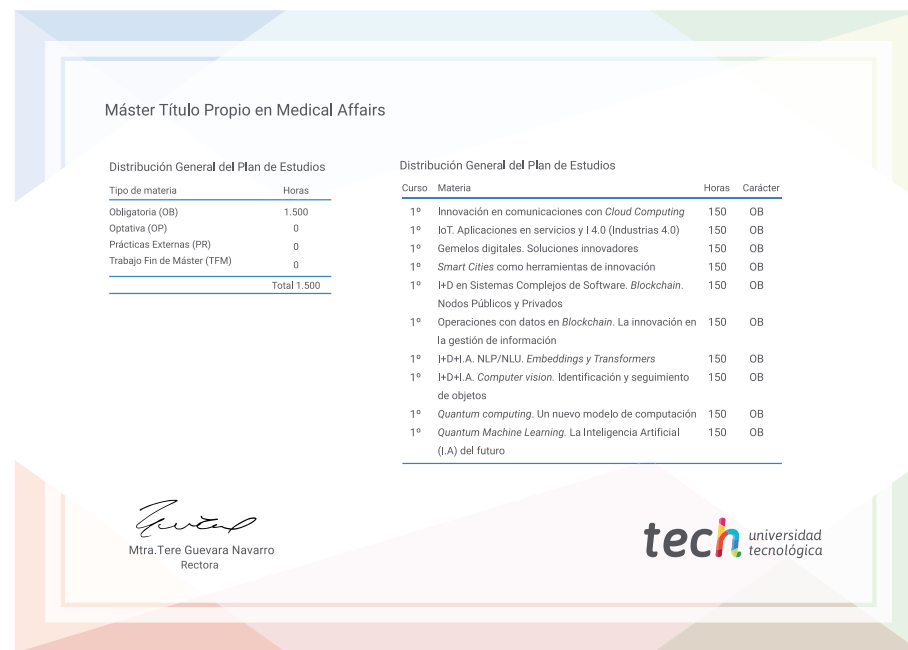 Máster Título Propio en Medical Affairs
Distribución General del Plan de Estudios
Tipo de materia Horas
Obligatoria (OB) 1.500
Optativa (OP) 0
Prácticas Externas (PR) 0
Trabajo Fin de Máster (TFM) 0
Total 1.500
Distribución General del Plan de Estudios
Curso Materia Horas Carácter
1º Innovación en comunicaciones con Cloud Computing 150 OB
1º IoT. Aplicaciones en servicios y I 4.0 (Industrias 4.0) 150 OB
1º Gemelos digitales. Soluciones innovadores 150 OB
1º Smart Cities como herramientas de innovación 150 OB
1º I+D en Sistemas Complejos de Software. Blockchain. 150 OB
Nodos Públicos y Privados
1º Operaciones con datos en Blockchain. La innovación en 150 OB
la gestión de información
1º I+D+I.A. NLP/NLU. Embeddings y Transformers 150 OB
1º I+D+I.A. Computer vision. Identificación y seguimiento 150 OB
de objetos
1º Quantum computing. Un nuevo modelo de computación 150 OB
1º Quantum Machine Learning. La Inteligencia Artificial 150 OB
(I.A) del futuro
Mtra.Tere Guevara Navarro
Rectora
tech universidad
tecnológica